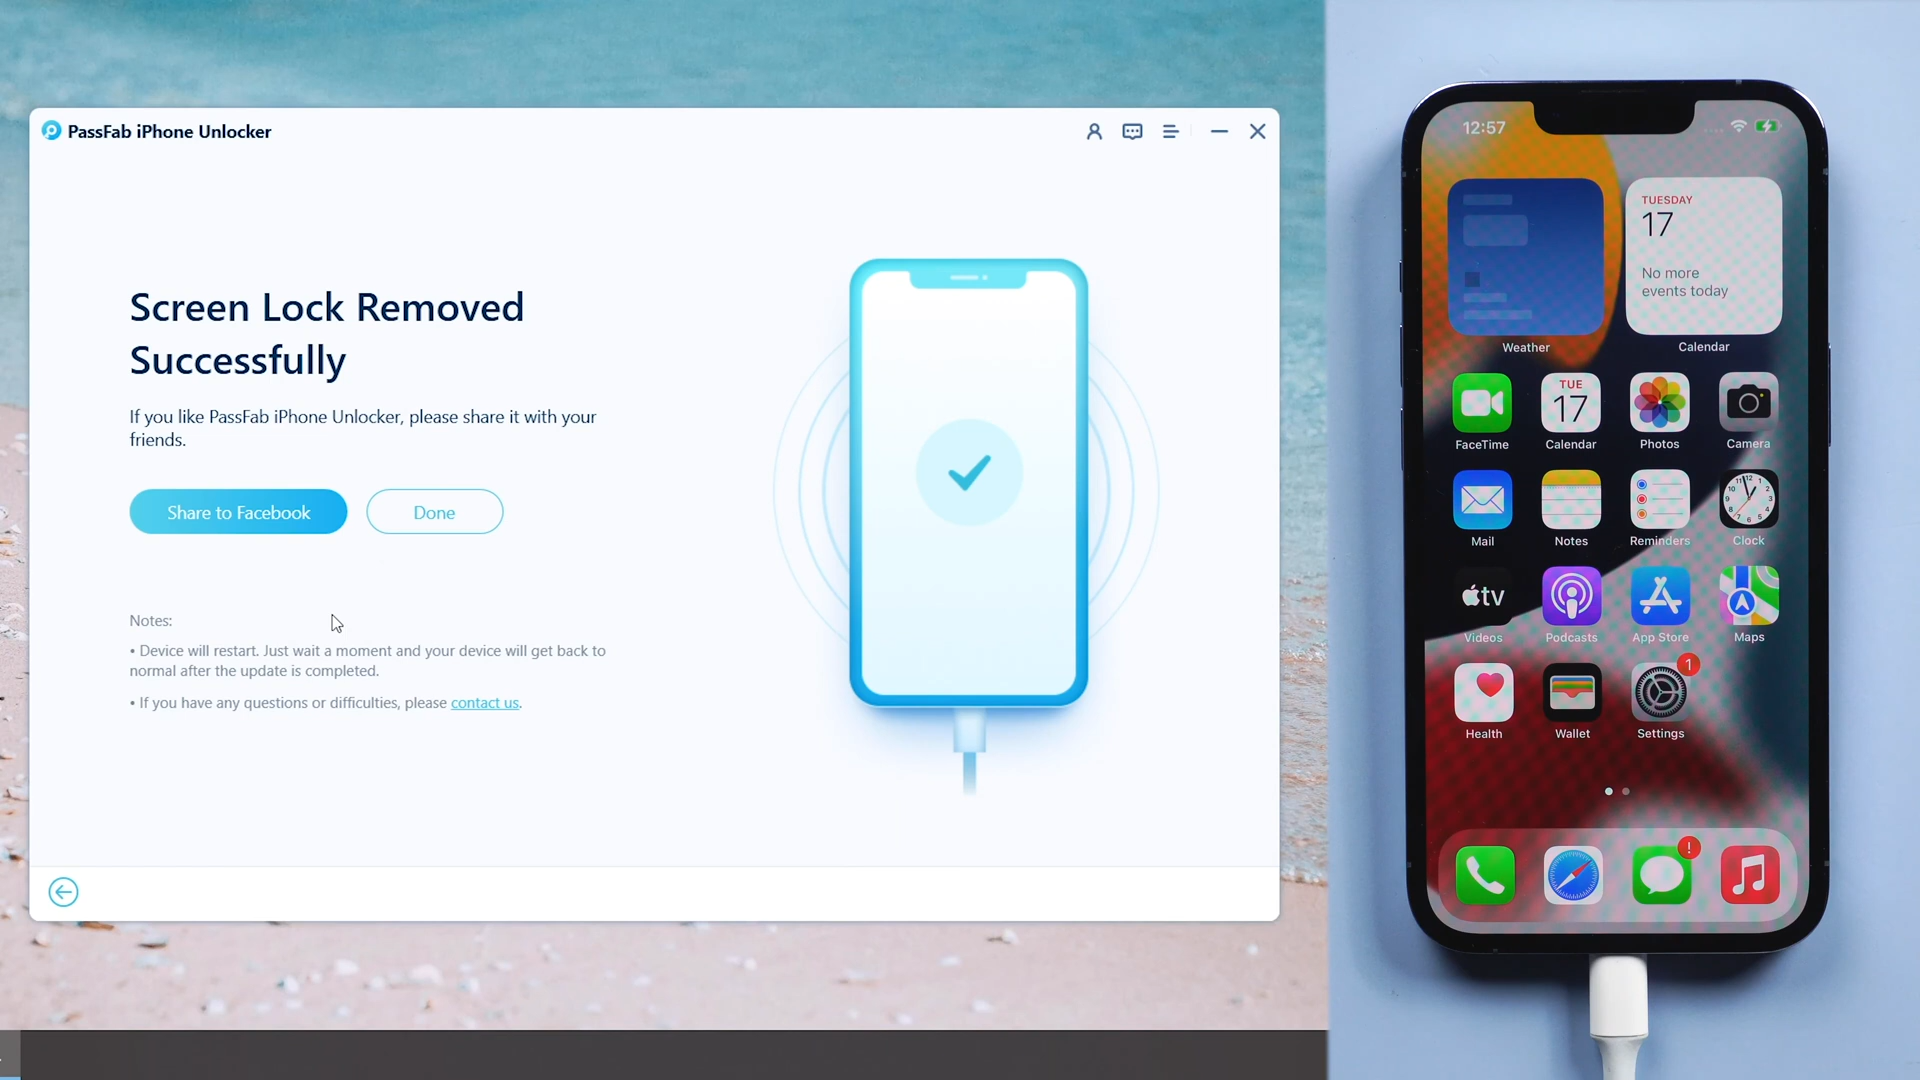 PassFab iPhone Unlocker
Screen Lock Removed
Successfully
If you like PassFab iPhone Unlocker, please share it with your
friends.
Share to Facebook
Done
Notes:
• Device will restart. Just wait a moment and your device will get back to
normal after the update is completed.
• If you have any questions or difficulties, please contact us.
12:57
TUESDAY
17
No more
events today
Weather
Calendar
TUE
17
FaceTime
Calendar
Photos
Camera
Mail
Notes
Reminders
Clock
tv
Videos
Podcasts
App Store
Maps
1
Health
Wallet
Settings
!